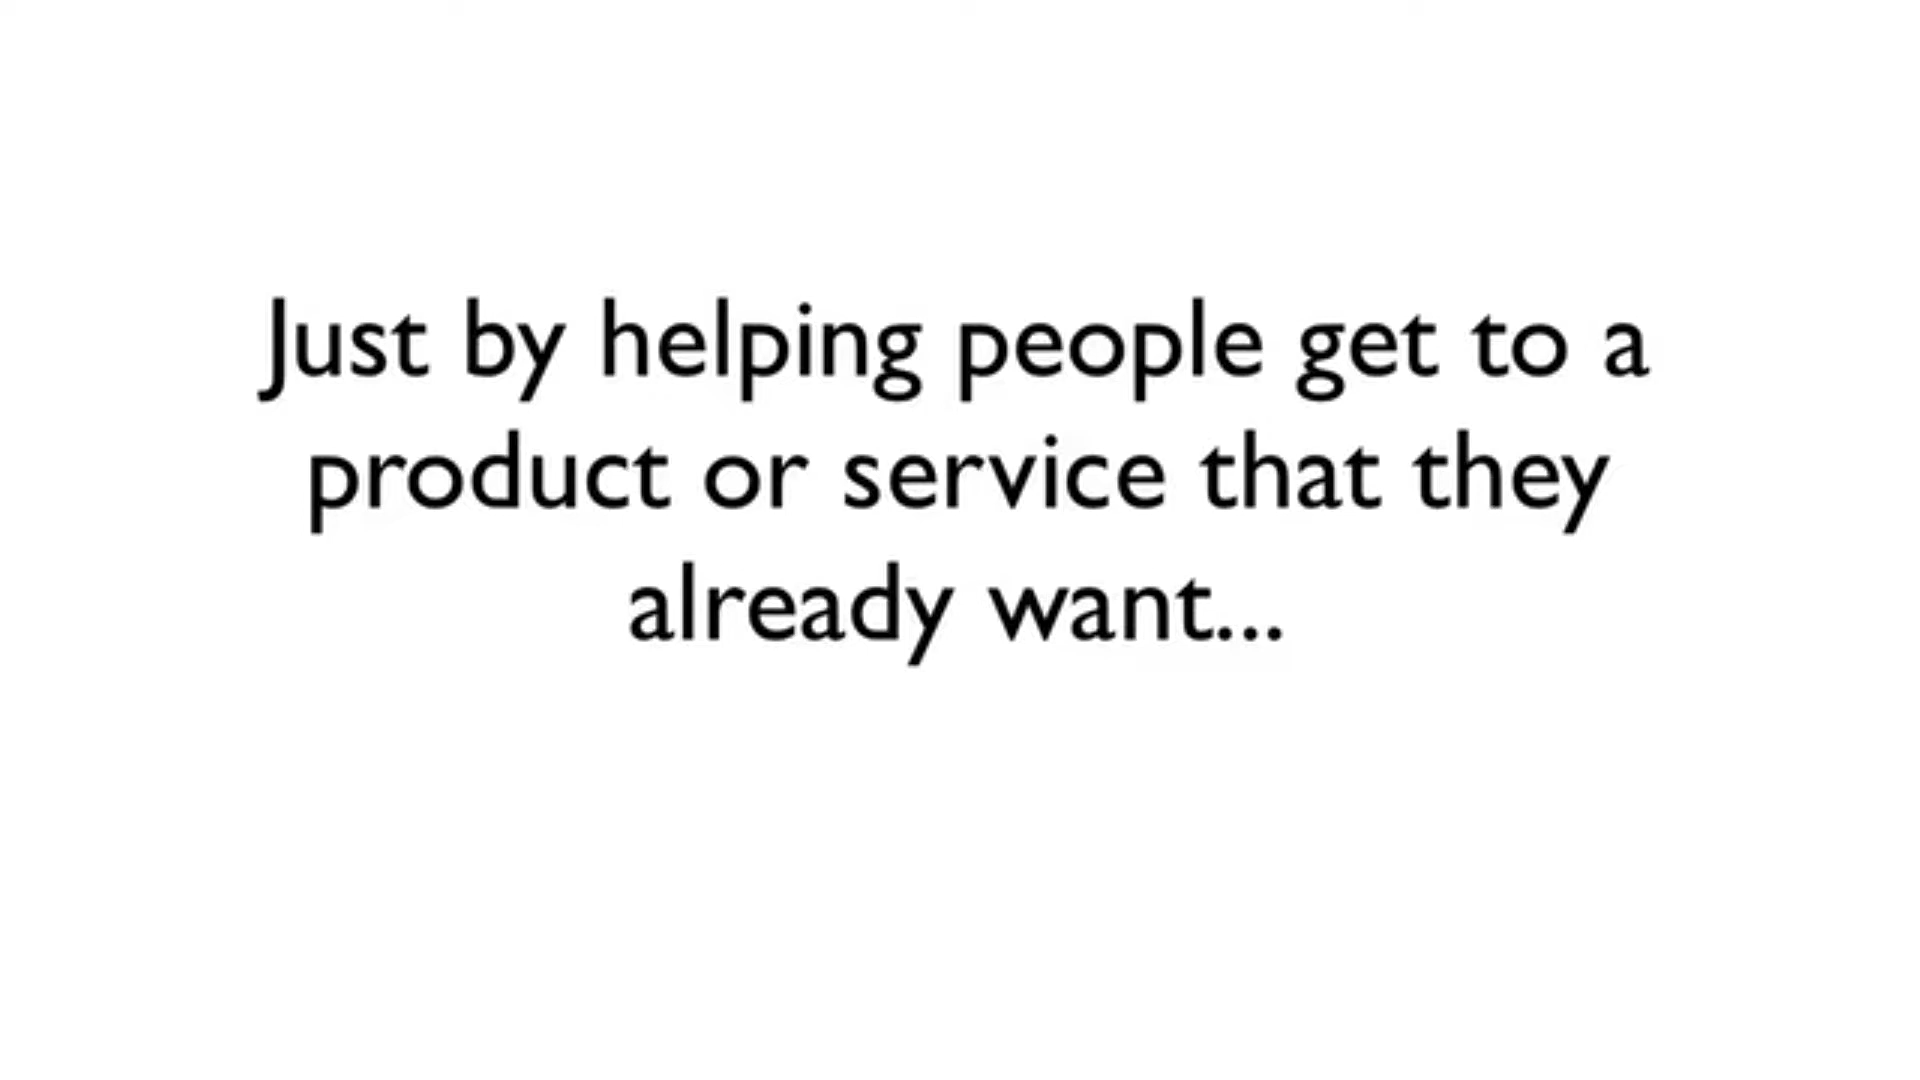 Just by helping people get to a
product or service that they
already want...